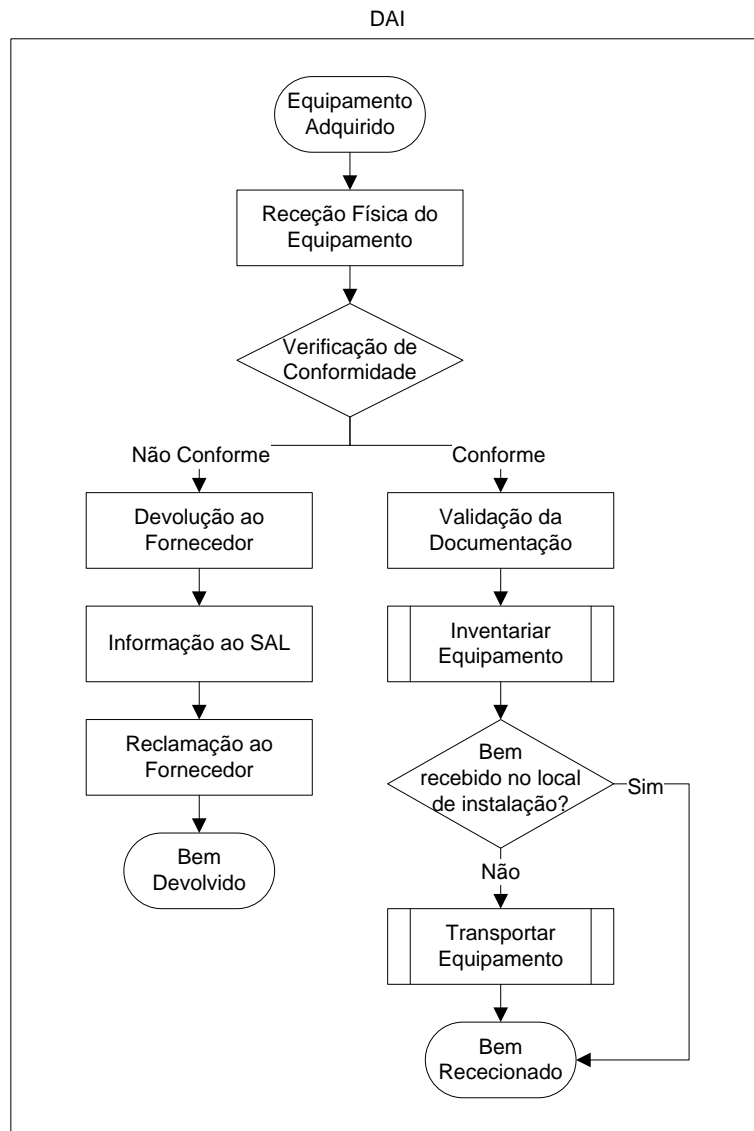 DAI
Equipamento
Adquirido
Receção Física do
Equipamento
Verificação de
Conformidade
Não Conforme
Conforme
Devolução ao
Fornecedor
Validação da
Documentação
Informação ao SAL
Inventariar
Equipamento
Reclamação ao
Fornecedor
Bem
recebido no local
de instalação?
Sim
Bem
Devolvido
Não
Transportar
Equipamento
Bem
Rececionado